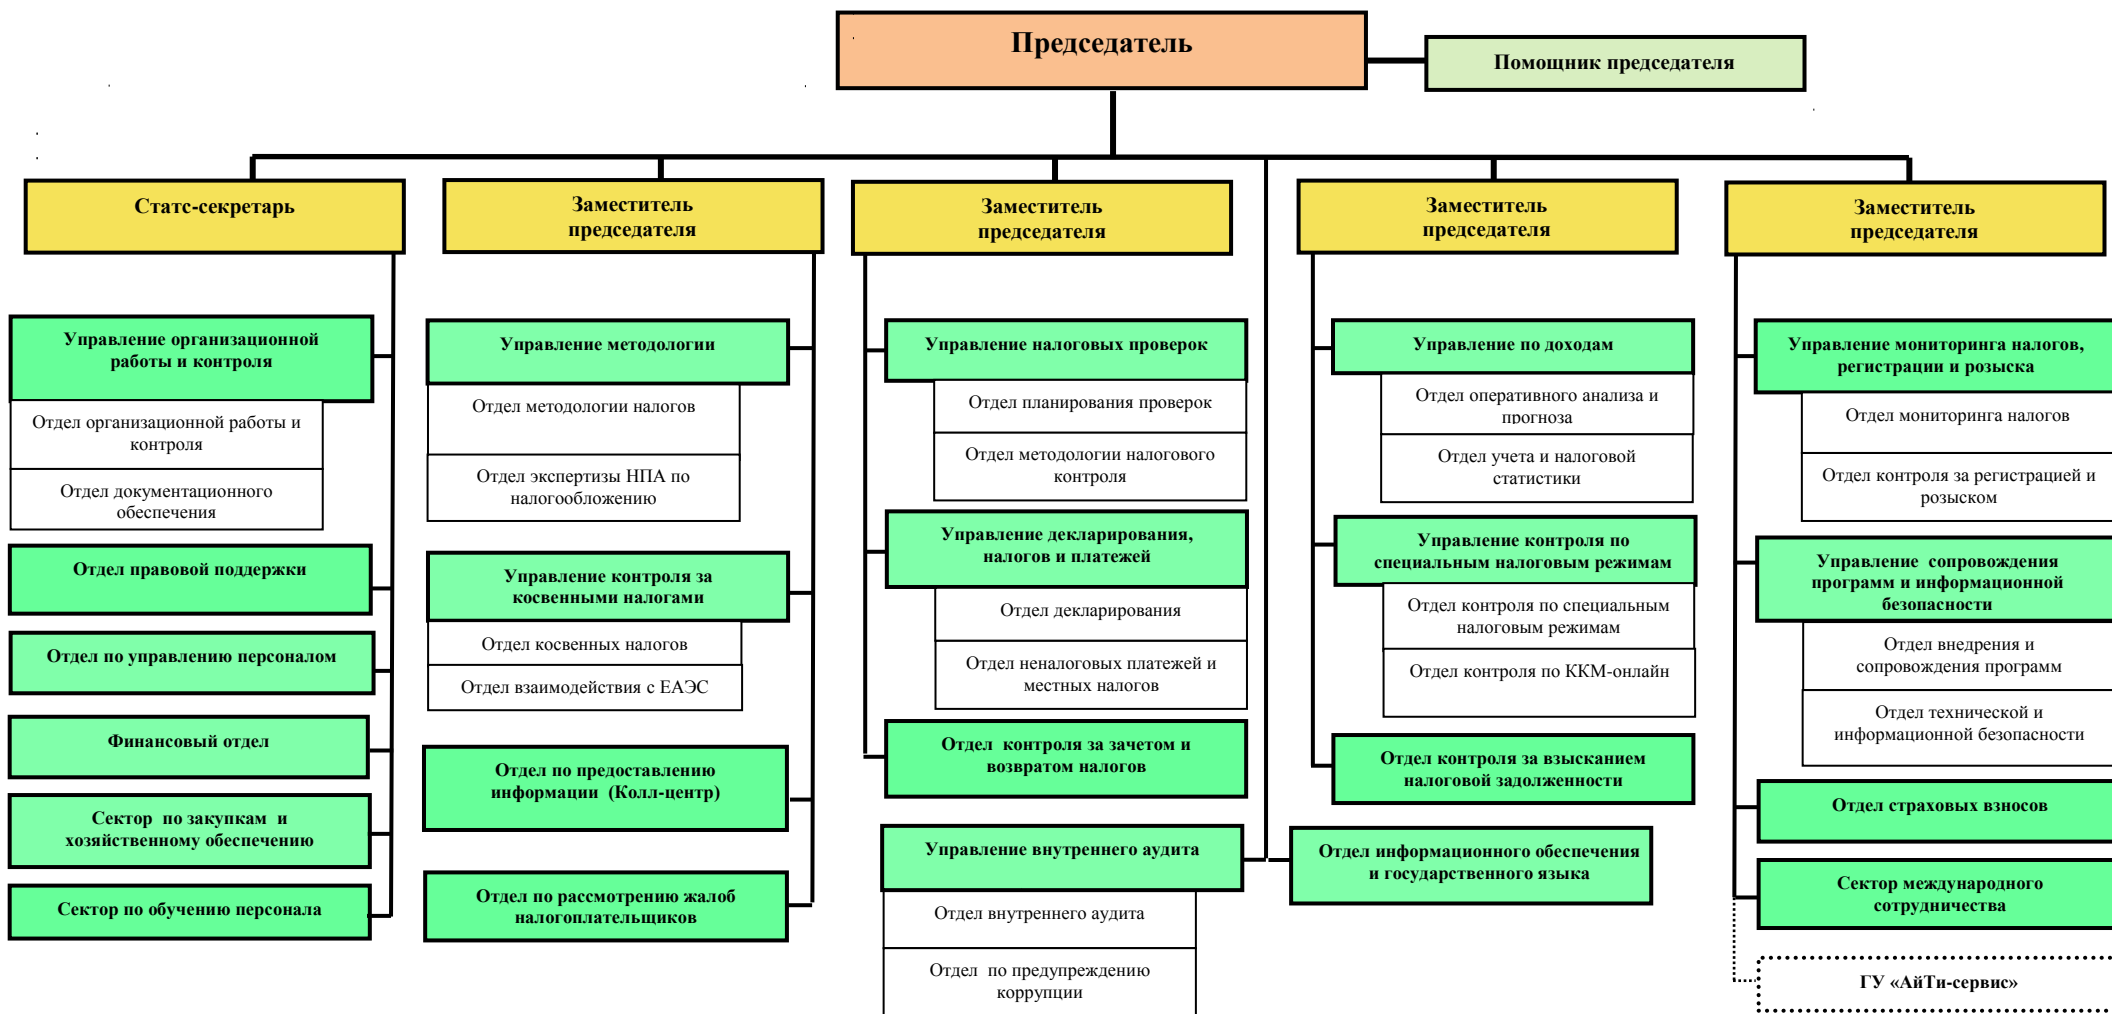 Председатель
Помощник председателя
Статс-секретарь
Управление организационной
работы и контроля
Отдел организационной работы и
контроля
Отдел документационного
обеспечения
Отдел правовой поддержки
Отдел по управлению персоналом
Финансовый отдел
Сектор по закупкам и
хозяйственному обеспечению
Сектор по обучению персонала
Заместитель
председателя
Управление методологии
Отдел методологии налогов
Отдел экспертизы НПА по
налогообложению
Управление контроля за
косвенными налогами
Отдел косвенных налогов
Отдел взаимодействия с ЕАЭС
Отдел по предоставлению
информации (Колл-центр)
Отдел по рассмотрению жалоб
налогоплательщиков
Заместитель
председателя
Управление налоговых проверок
Отдел планирования проверок
Отдел методологии налогового
контроля
Управление декларирования,
налогов и платежей
Отдел декларирования
Отдел неналоговых платежей и
местных налогов
Отдел контроля за зачетом и
возвратом налогов
Управление внутреннего аудита
Отдел внутреннего аудита
Отдел по предупреждению
коррупции
Отдел информационного обеспечения
и государственного языка
Заместитель
председателя
Управление по доходам
Отдел оперативного анализа и
прогноза
Отдел учета и налоговой
статистики
Управление контроля по
специальным налоговым режимам
Отдел контроля по специальным
налоговым режимам
Отдел контроля по ККМ-онлайн
Отдел контроля за взысканием
налоговой задолженности
Заместитель
председателя
Управление мониторинга налогов,
регистрации и розыска
Отдел мониторинга налогов
Отдел контроля за регистрацией и
розыском
Управление сопровождения
программ и информационной
безопасности
Отдел внедрения и
сопровождения программ
Отдел технической и
информационной безопасности
Отдел страховых взносов
Сектор международного
сотрудничества
ГУ «АйТи-сервис»